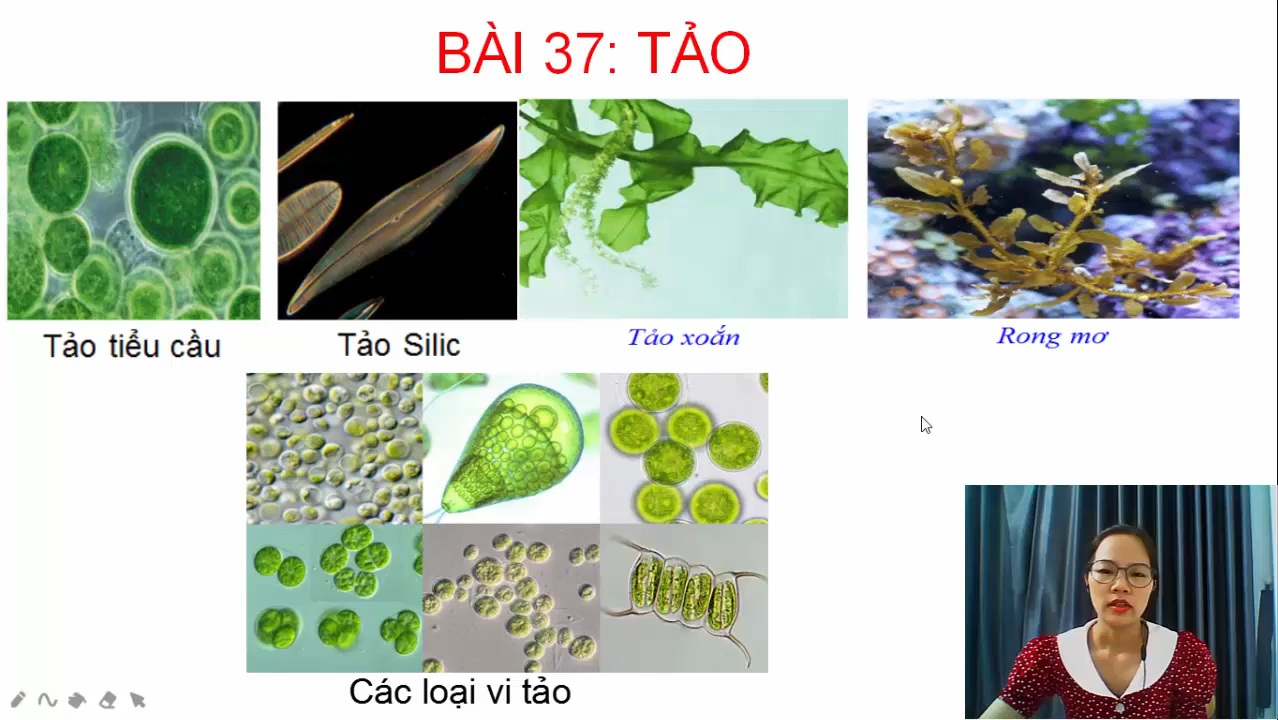 BÀI 37: TẢO
Tảo tiểu cầu
Tảo Silic
Tảo xoắn
Rong mơ
Các loại vi tảo